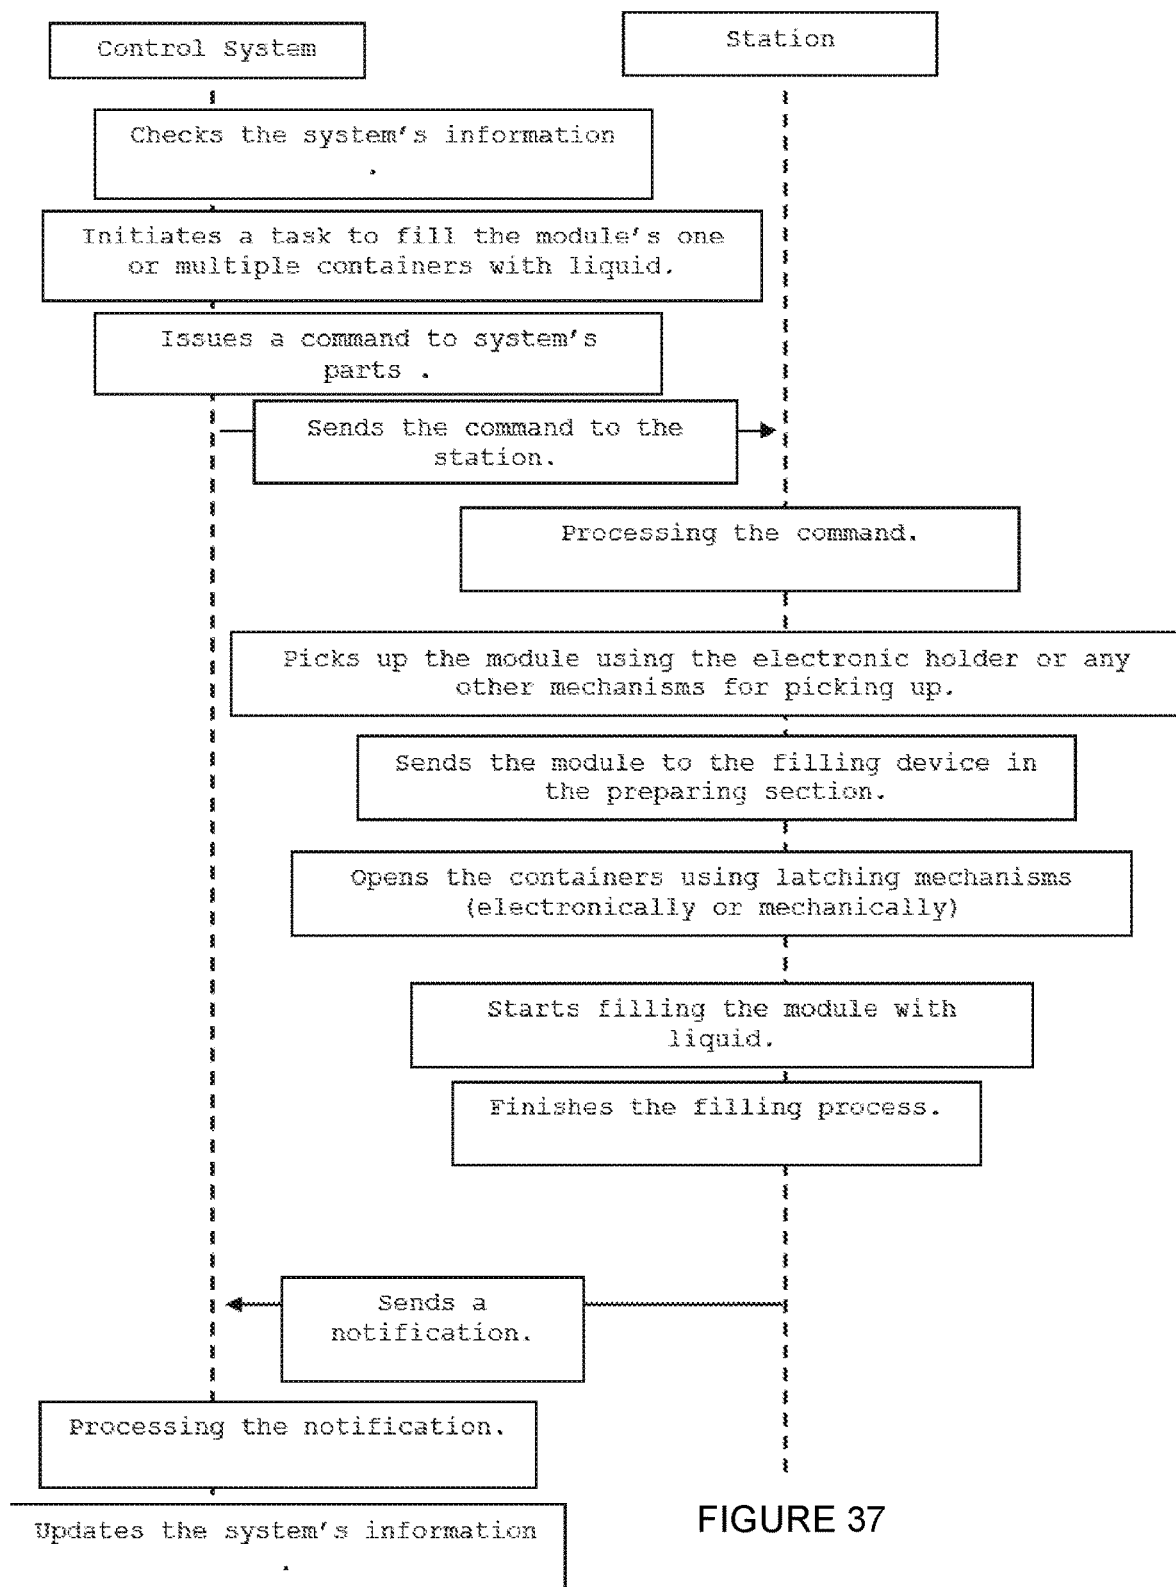 Control System
Station
Checks the system's information
.
Initiates a task to fill the module's one
or multiple containers with liquid.
Issues a command to system's
parts .
Sends the command to the
station.
Processing the command.
Picks up the module using the electronic holder or any
other mechanisms for picking up.
Sends the module to the filling device in
the preparing section.
Opens the containers using latching mechanisms
(electronically or mechanically)
Starts filling the module with
liquid.
Finishes the filling process.
Sends a
notification.
Processing the notification.
Updates the system's information
.
FIGURE 37